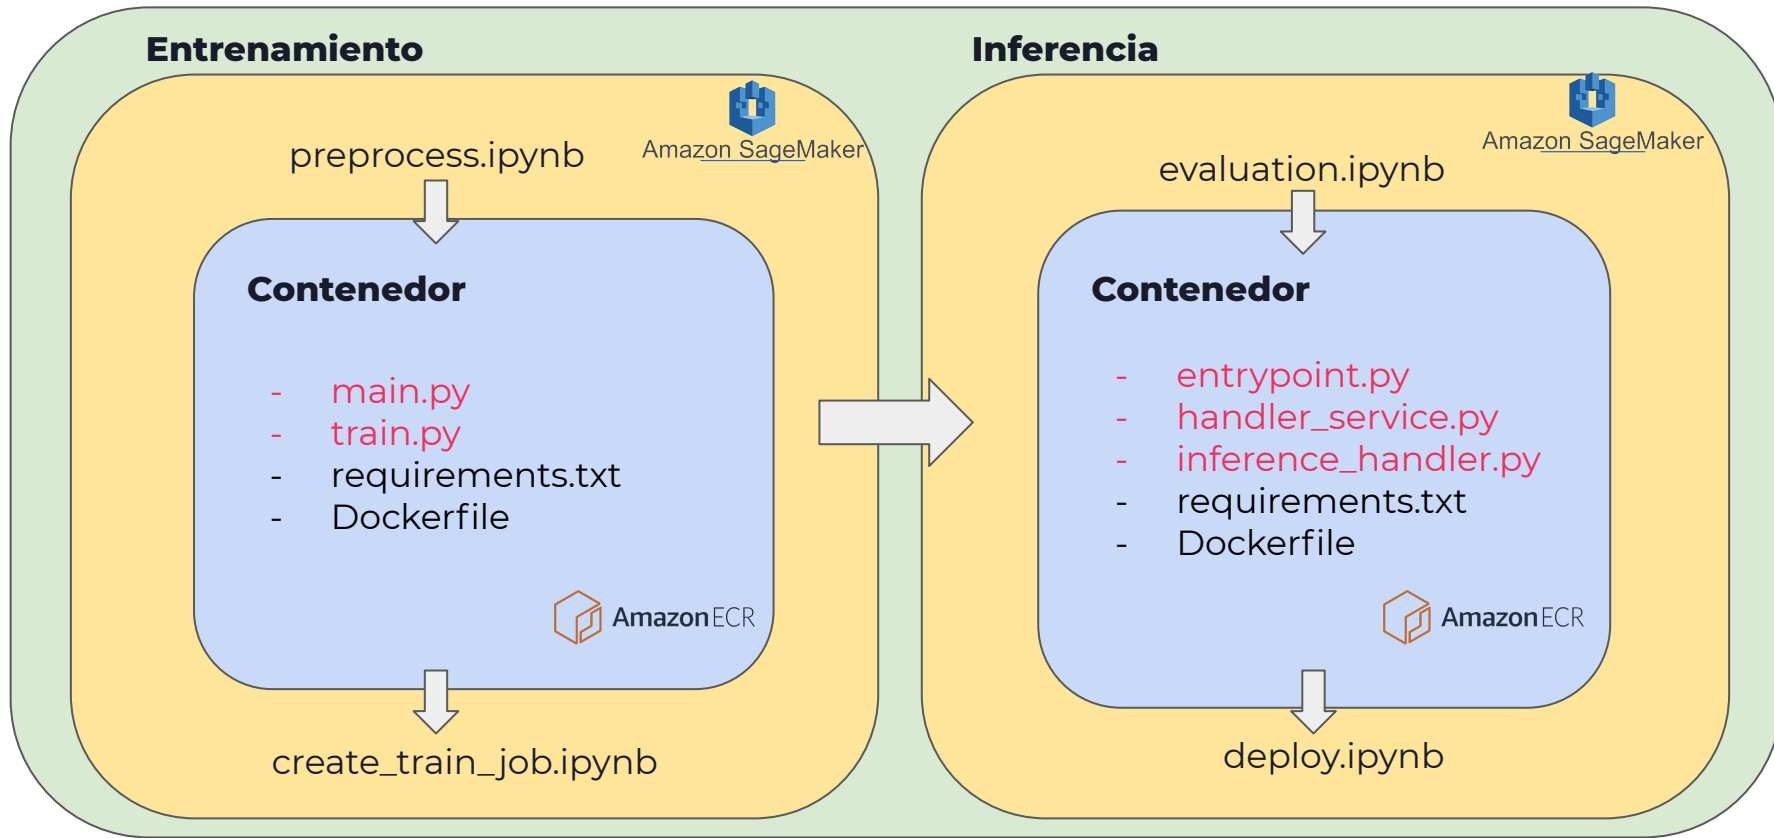 Entrenamiento
Amazon SageMaker
preprocess.ipynb
Contenedor
- main.py
- train.py
- requirements.txt
- Dockerfile
Amazon ECR
create_train_job.ipynb
Inferencia
Amazon SageMaker
evaluation.ipynb
Contenedor
- entrypoint.py
- handler_service.py
- inference_handler.py
- requirements.txt
- Dockerfile
Amazon ECR
deploy.ipynb